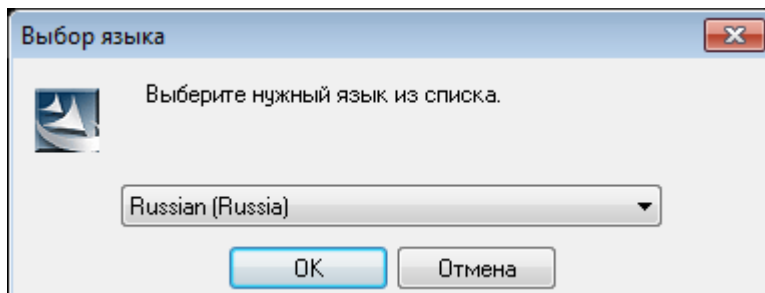 Выбор языка
Выберите нужный язык из списка.
Russian (Russia)
OK
Отмена